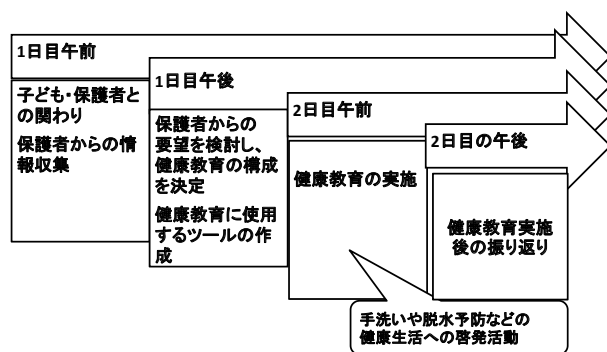 1日目午前
子ども・保護者と
の関わり
保護者からの情
報収集
1日目午後
保護者からの
要望を検討し、
健康教育の構成
を決定
健康教育に使用
するツールの作
成
2日目午前
健康教育の実施
2日目の午後
健康教育実施
後の振り返り
手洗いや脱水予防などの
健康生活への啓発活動